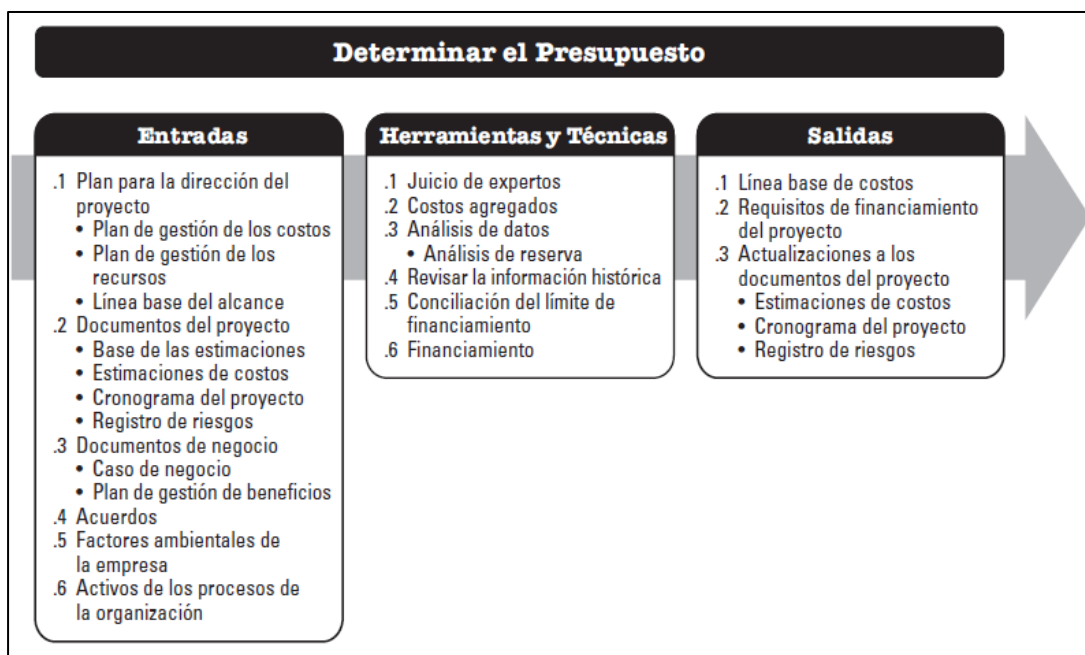 Determinar el Presupuesto
Entradas
.1 Plan para la dirección del
proyecto
• Plan de gestión de los costos
• Plan de gestión de los
recursos
• Línea base del alcance
.2 Documentos del proyecto
• Base de las estimaciones
• Estimaciones de costos
• Cronograma del proyecto
• Registro de riesgos
.3 Documentos de negocio
• Caso de negocio
• Plan de gestión de beneficios
.4 Acuerdos
.5 Factores ambientales de
la empresa
.6 Activos de los procesos de
la organización
Herramientas y Técnicas
.1 Juicio de expertos
.2 Costos agregados
.3 Análisis de datos
• Análisis de reserva
.4 Revisar la información histórica
.5 Conciliación del límite de
financiamiento
.6 Financiamiento
Salidas
.1 Línea base de costos
.2 Requisitos de financiamiento
del proyecto
.3 Actualizaciones a los
documentos del proyecto
• Estimaciones de costos
• Cronograma del proyecto
• Registro de riesgos